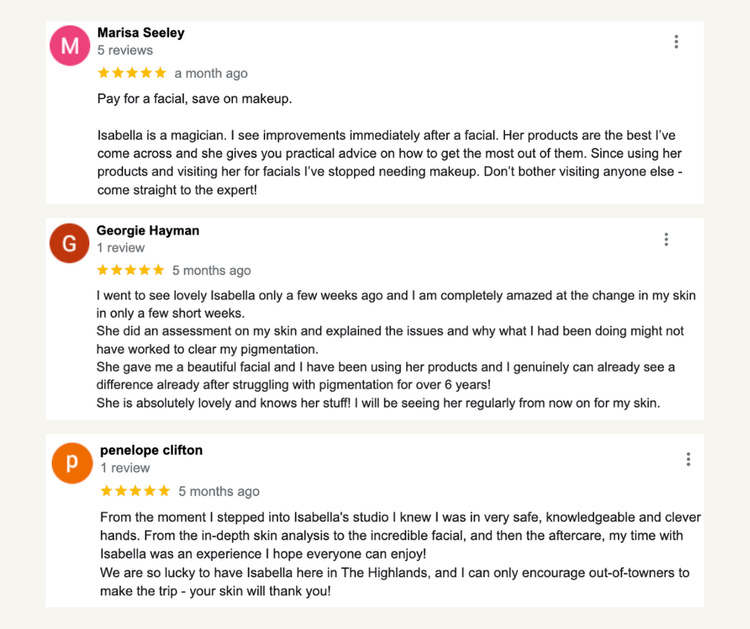 M
Marisa Seeley
5 reviews
a month ago
Pay for a facial, save on makeup.
Isabella is a magician. I see improvements immediately after a facial. Her products are the best I've
come across and she gives you practical advice on how to get the most out of them. Since using her
products and visiting her for facials I've stopped needing makeup. Don't bother visiting anyone else -
come straight to the expert!
G
Georgie Hayman
1 review
5 months ago
I went to see lovely Isabella only a few weeks ago and I am completely amazed at the change in my skin
in only a few short weeks.
She did an assessment on my skin and explained the issues and why what I had been doing might not
have worked to clear my pigmentation.
She gave me a beautiful facial and I have been using her products and I genuinely can already see a
difference already after struggling with pigmentation for over 6 years!
She is absolutely lovely and knows her stuff! I will be seeing her regularly from now on for my skin.
p
penelope clifton
1 review
5 months ago
From the moment I stepped into Isabella's studio I knew I was in very safe, knowledgeable and clever
hands. From the in-depth skin analysis to the incredible facial, and then the aftercare, my time with
Isabella was an experience I hope everyone can enjoy!
We are so lucky to have Isabella here in The Highlands, and I can only encourage out-of-towners to
make the trip - your skin will thank you!